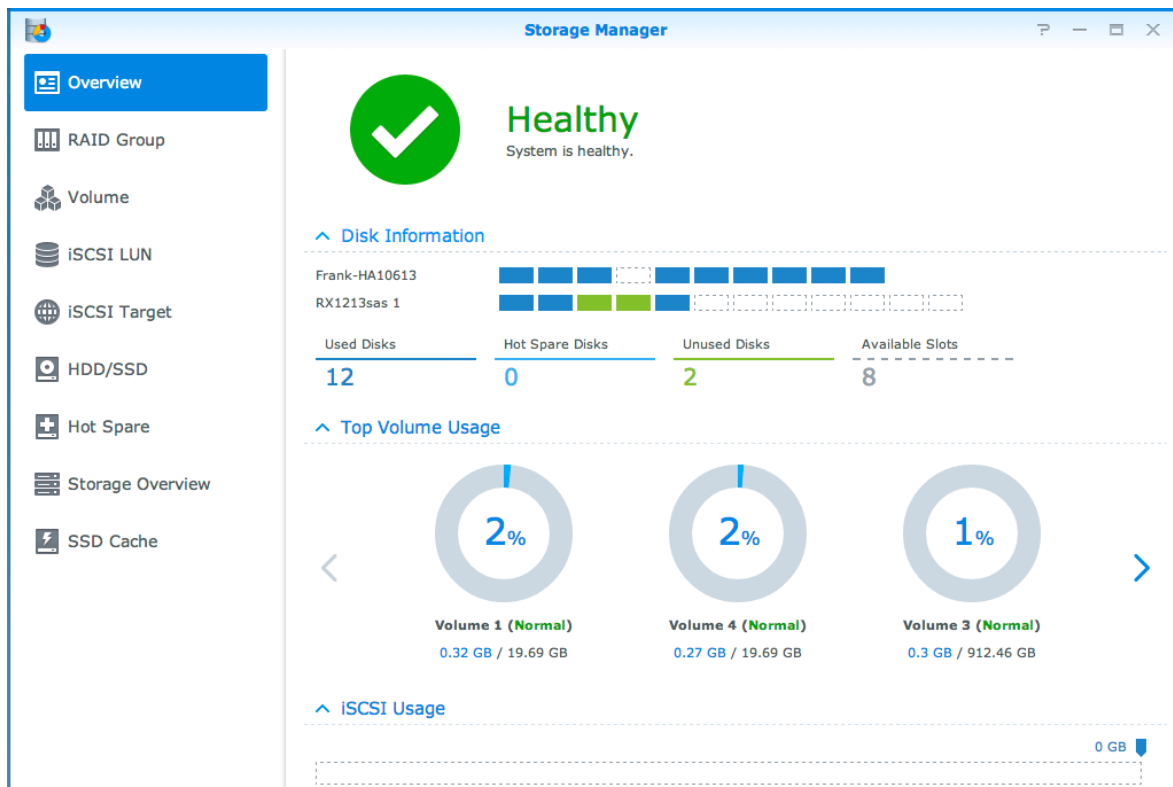 Storage Manager
Overview
RAID Group
Volume
iSCSI LUN
iSCSI Target
HDD/SSD
Hot Spare
Storage Overview
SSD Cache
Healthy
System is healthy.
Disk Information
Frank-HA10613
RX1213sas 1
Used Disks Hot Spare Disks Unused Disks Available Slots
12 0 2 8
Top Volume Usage
2% 2% 1%
Volume 1 (Normal) Volume 4 (Normal) Volume 3 (Normal)
0.32 GB / 19.69 GB 0.27 GB / 19.69 GB 0.3 GB / 912.46 GB
iSCSI Usage
0 GB